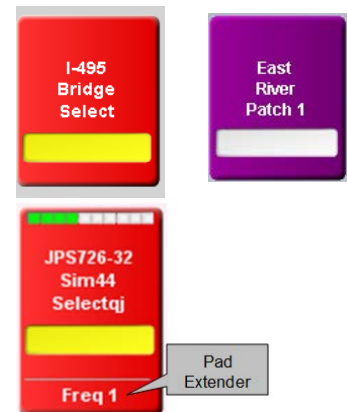 I-495
Bridge
Select
East
River
Patch 1
JPS726-32
Sim44
Selectqj
Freq 1
Pad
Extender